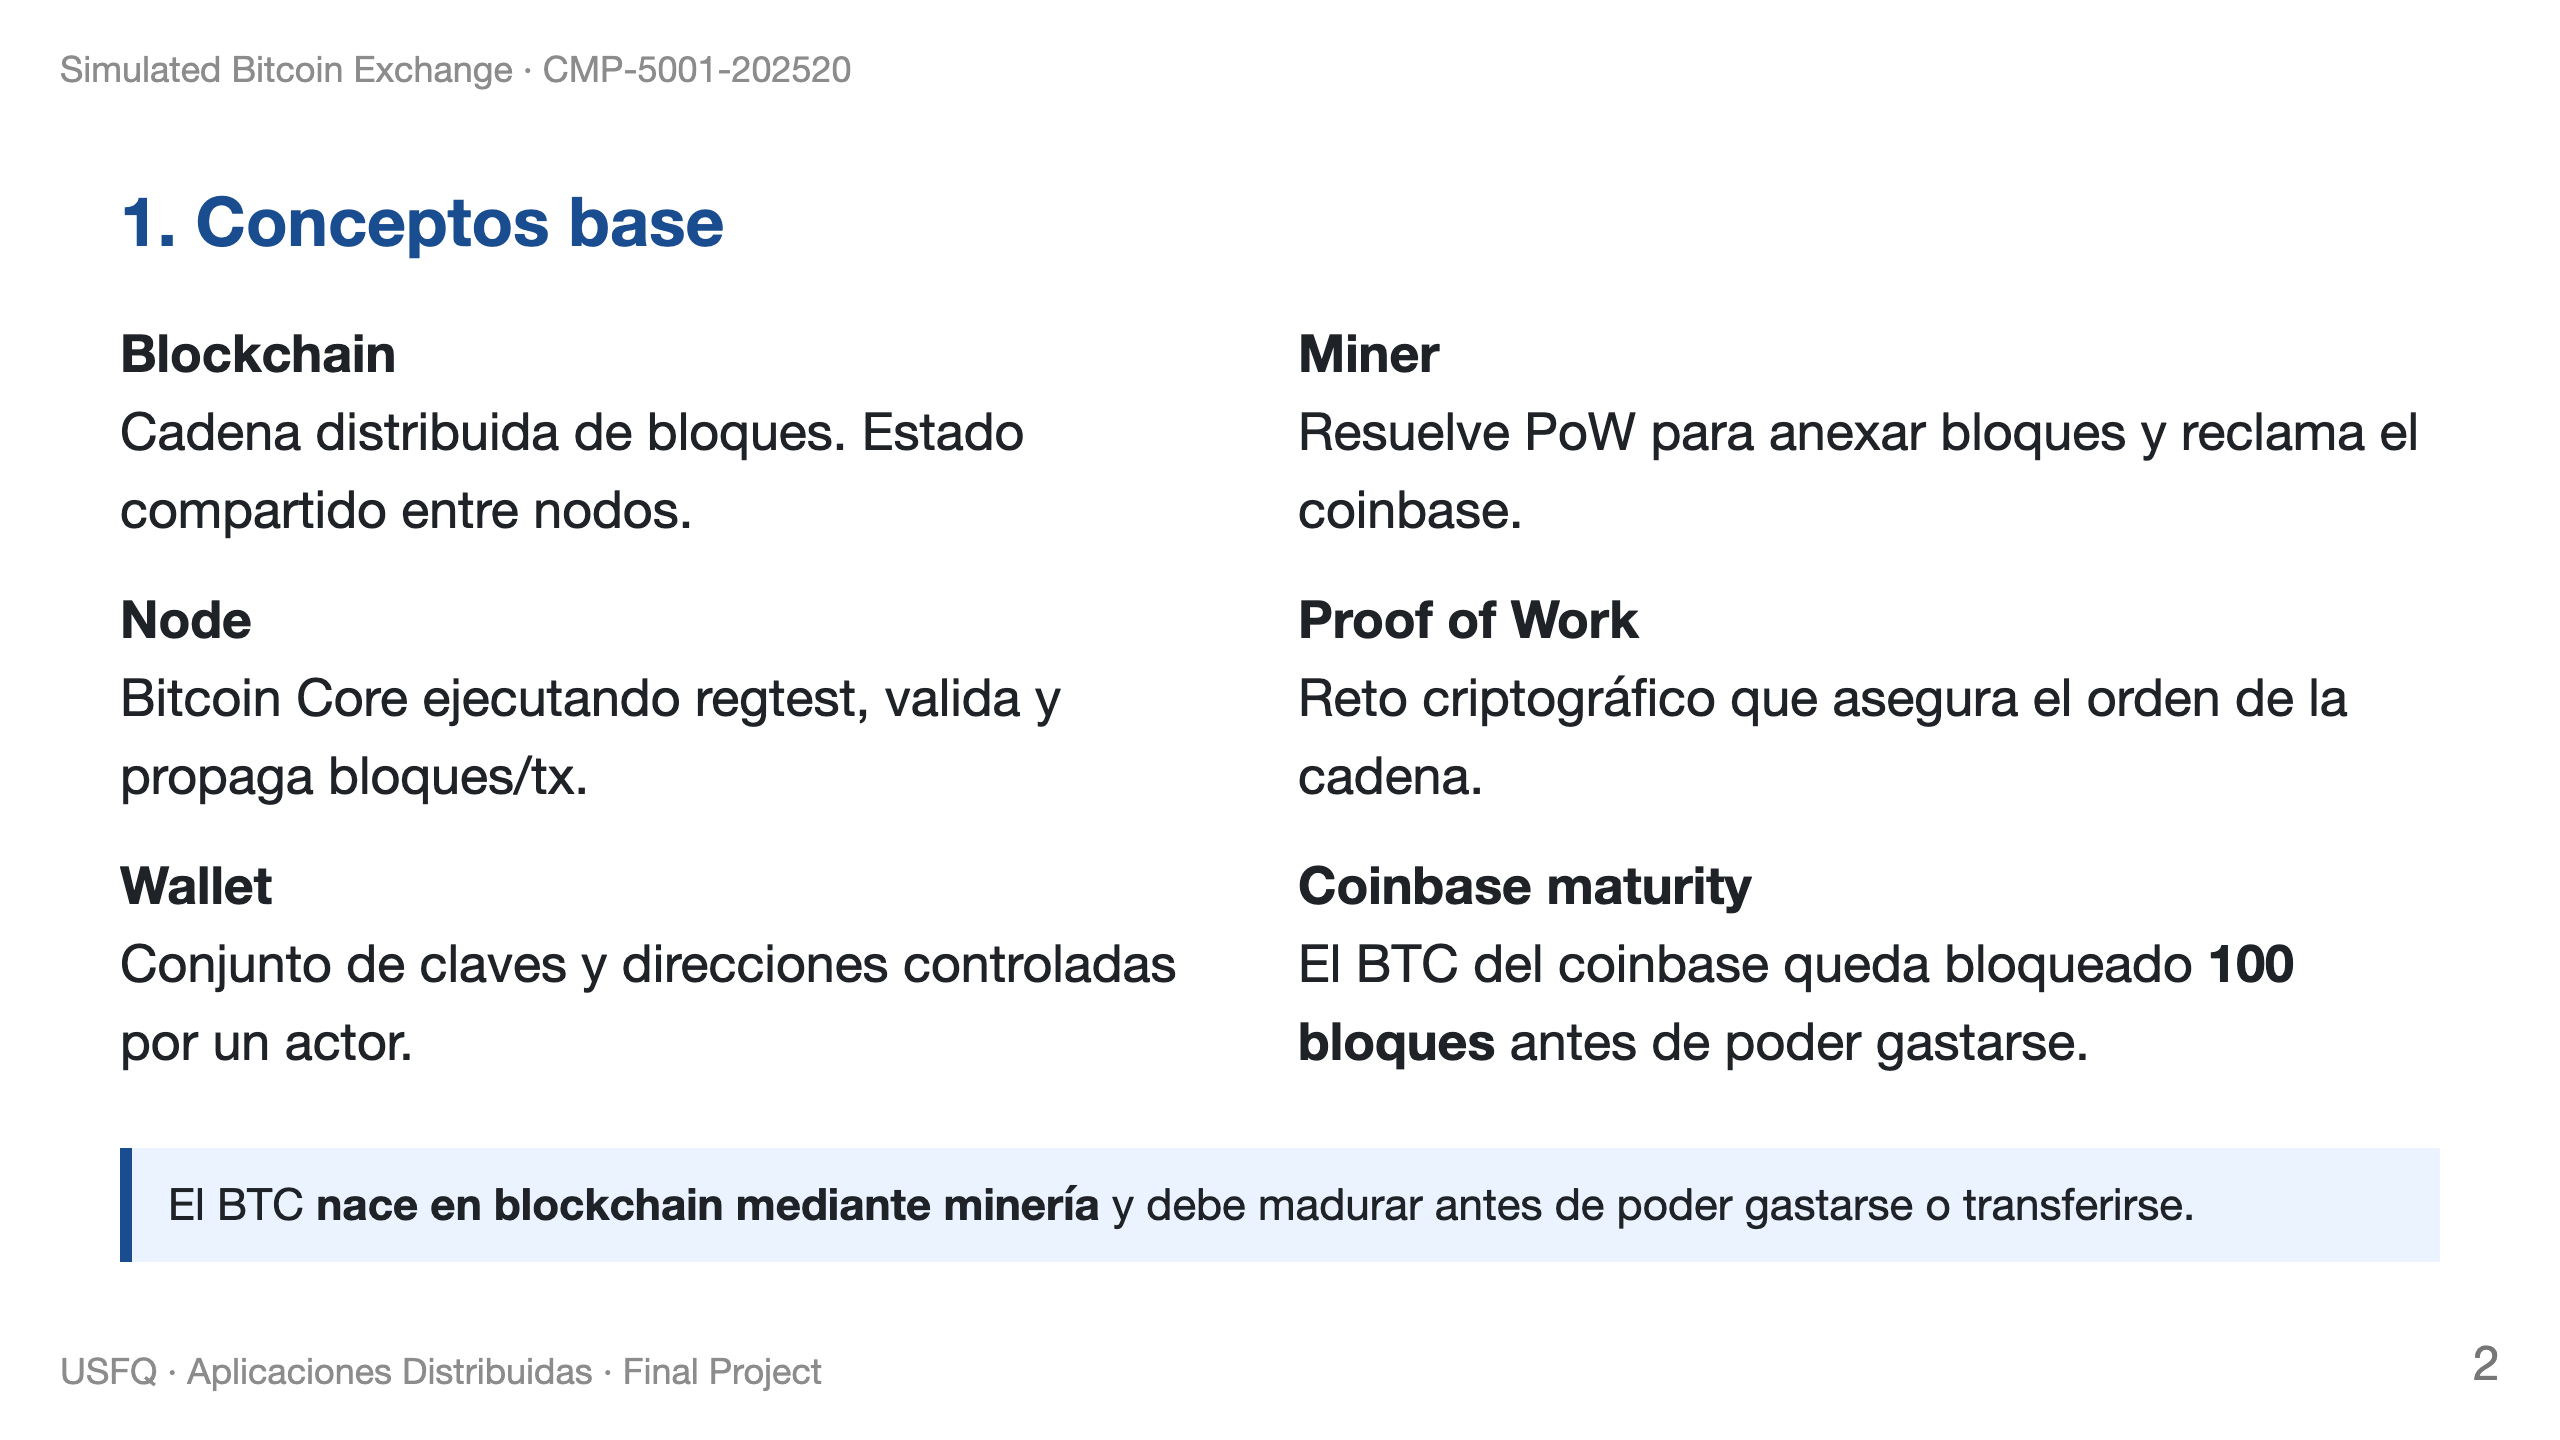 Simulated Bitcoin Exchange · CMP-5001-202520
1. Conceptos base
Blockchain
Cadena distribuida de bloques. Estado
compartido entre nodos.
Node
Bitcoin Core ejecutando regtest, valida y
propaga bloques/tx.
Wallet
Conjunto de claves y direcciones controladas
por un actor.
Miner
Resuelve PoW para anexar bloques y reclama el
coinbase.
Proof of Work
Reto criptográfico que asegura el orden de la
cadena.
Coinbase maturity
El BTC del coinbase queda bloqueado 100
bloques antes de poder gastarse.
El BTC nace en blockchain mediante minería y debe madurar antes de poder gastarse o transferirse.
USFQ · Aplicaciones Distribuidas · Final Project
2